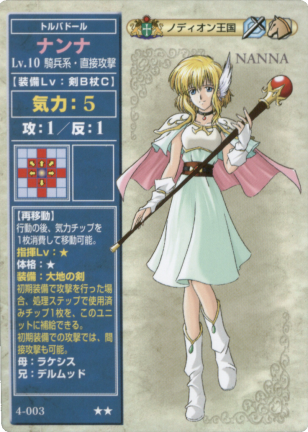 トルバドール
ノディオン王国
ナンナ
NANNA
Lv.10 騎兵系・直接攻撃
【装備Lv：剣B杖C】
気力：5
攻：1／反：1
【再移動】
行動の後、気力チップを
1枚消費して移動可能。
指揮Lv：★
体格：★
装備：大地の剣
初期装備で攻撃を行った場
合、処理ステップで使用済
みチップ1枚を、このユニ
ットに補給できる。
初期装備での攻撃では、間
接攻撃も可能。
母：ラケシス
兄：デルムッド
4-003
★★